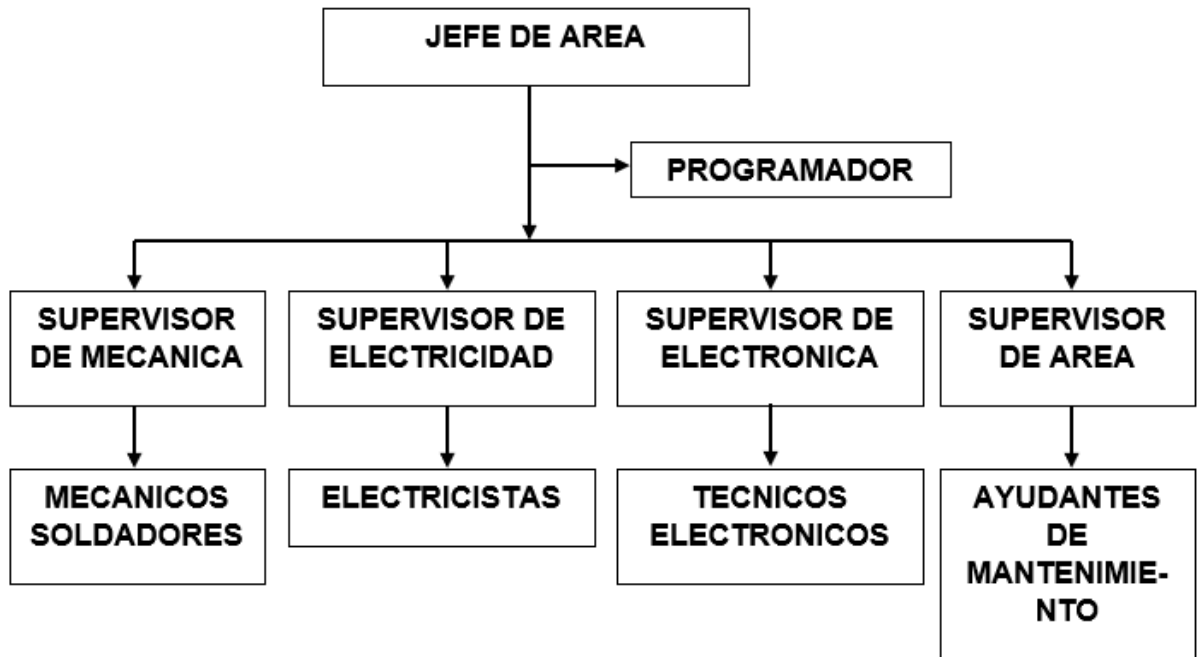 JEFE DE AREA
PROGRAMADOR
SUPERVISOR
DE MECANICA
SUPERVISOR DE
ELECTRICIDAD
SUPERVISOR DE
ELECTRONICA
SUPERVISOR
DE AREA
MECANICOS
SOLDADORES
ELECTRICISTAS
TECNICOS
ELECTRONICOS
AYUDANTES
DE
MANTENIMIE-
NTO